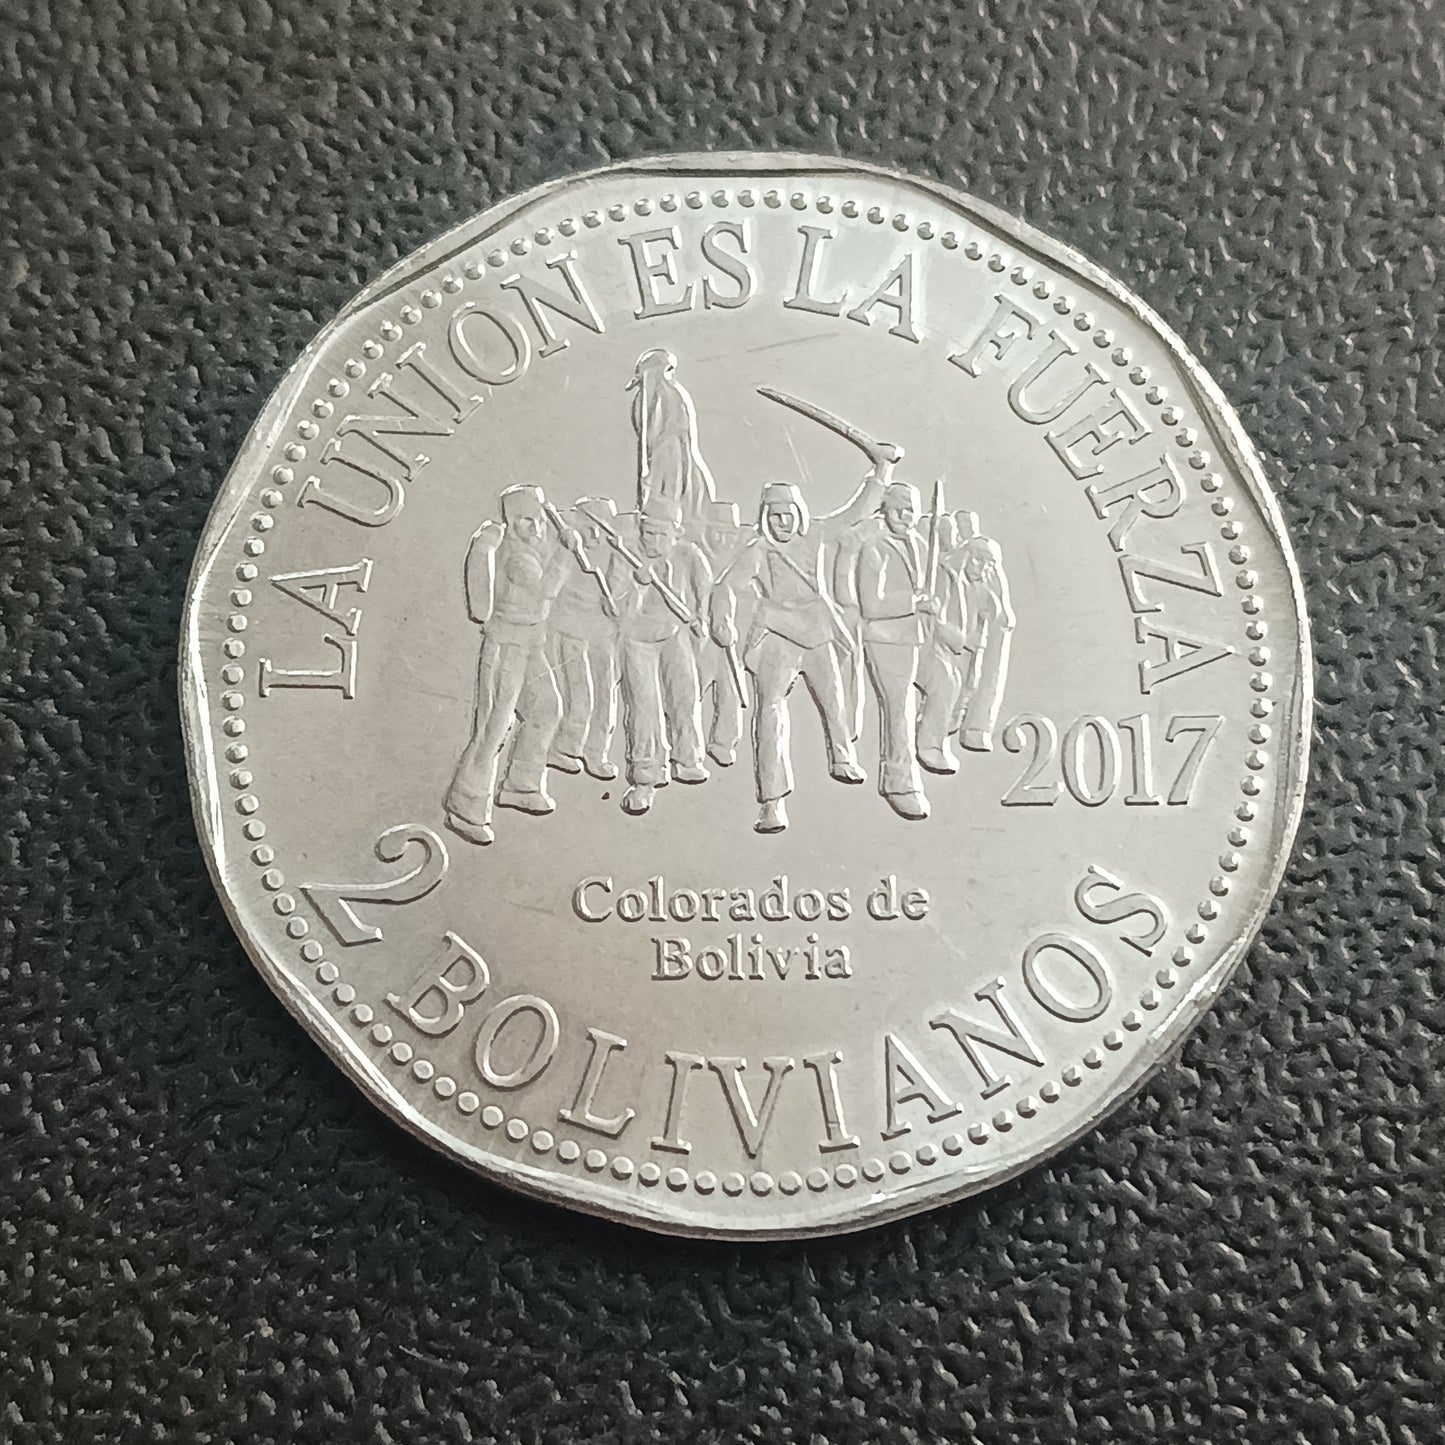 LA UNION ES LA FUERZA
2017
Colorados de
Bolivia
2 BOLIVIANOS